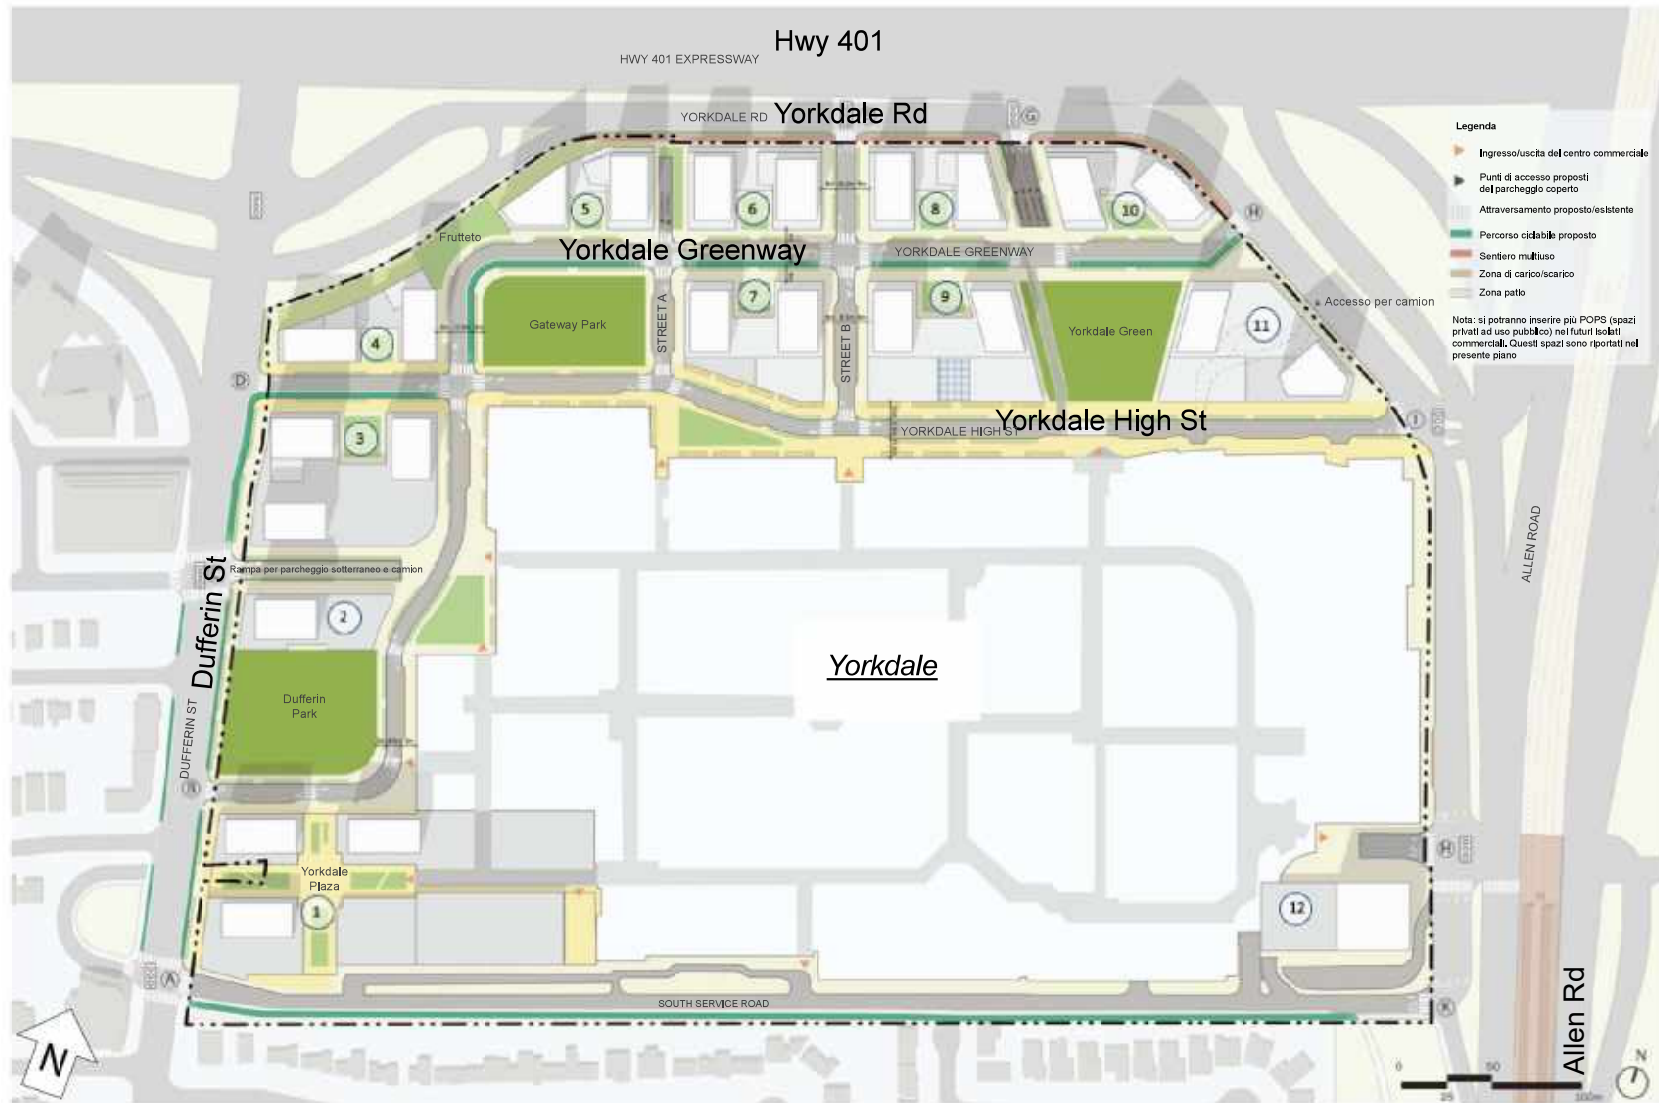 Hwy 401
HWY 401 EXPRESSWAY
YORKDALE RD
Yorkdale Rd
G
Legenda
Ingresso/uscita del centro commerciale
Punti di accesso proposti
del parcheggio coperto
Attraversamento proposto/esistente
Percorso ciclabile proposto
Sentiero multiuso
Zona di carico/scarico
Zona patio
Nota: si potranno inserire più POPS (spazi
privati ad uso pubblico) nei futuri isolati
commerciali. Questi spazi sono riportati nel
presente piano
5
6
8
10
H
Frutteto
Yorkdale Greenway
YORKDALE GREENWAY
7
9
11
Accesso per camion
Gateway Park
STREET A
STREET B
Yorkdale Green
4
D
3
YORKDALE HIGH ST
Yorkdale High St
I
ALLEN ROAD
Rampa per parcheggio sotterraneo e camion
Dufferin St
2
Yorkdale
Dufferin
Park
DUFFERIN ST
Yorkdale
Plaza
1
H
12
A
SOUTH SERVICE ROAD
K
N
Allen Rd
0
50
25
100m
N